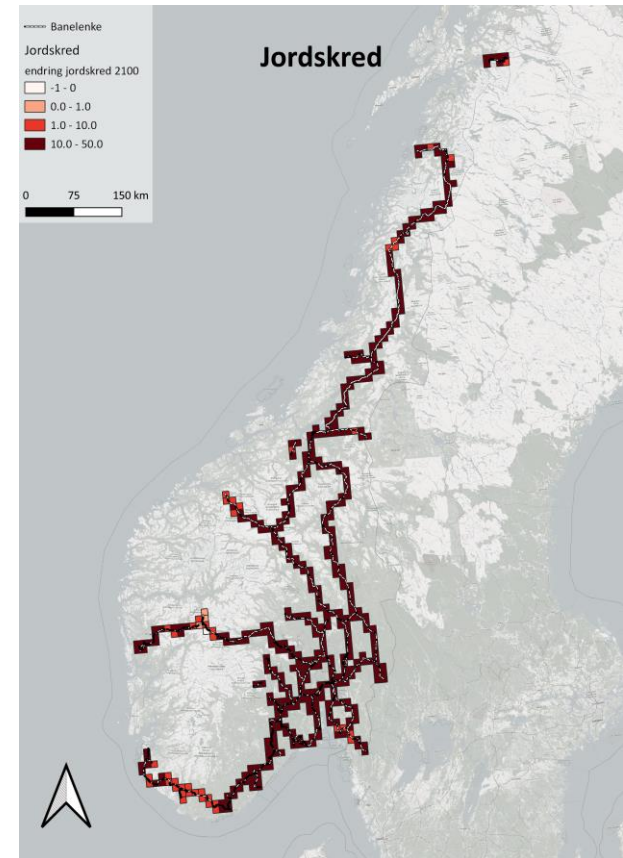 Jordskred
Banelenke
Jordskred
endring jordskred 2100
-1 - 0
0.0 - 1.0
1.0 - 10.0
10.0 - 50.0
0 75 150 km